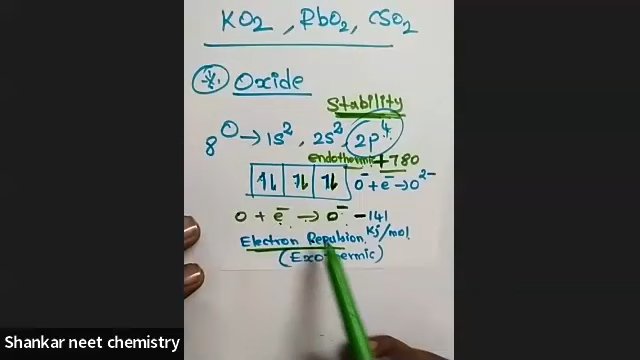 KO2, RbO2, CSO2
* Oxide
Stability
8O → 1s², 2s², 2p⁴
endothermic +780
O⁻ + e⁻ → O²⁻
O + e⁻ → O⁻ -141
KJ/mol
Electron Repulsion
(Exothermic)
Shankar neet chemistry